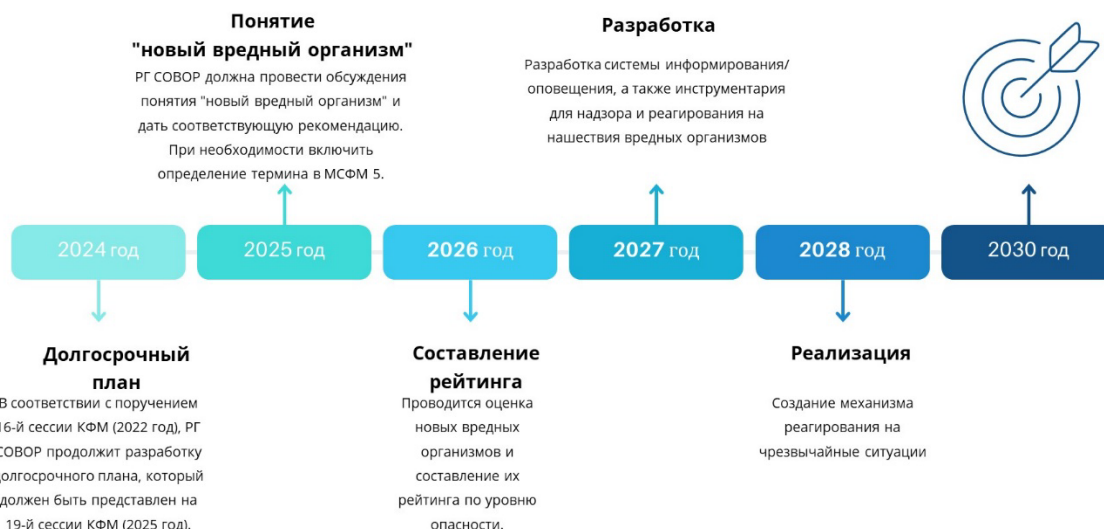 Понятие
"новый вредный организм"
РГ СОВОР должна провести обсуждения
понятия "новый вредный организм" и
дать соответствующую рекомендацию.
При необходимости включить
определение термина в МСФМ 5.
Разработка
Разработка системы информирования/
оповещения, а также инструментария
для надзора и реагирования на
нашествия вредных организмов
2024 год
2025 год
2026 год
2027 год
2028 год
2030 год
Долгосрочный
план
В соответствии с поручением
16-й сессии КФМ (2022 год), РГ
СОВОР продолжит разработку
долгосрочного плана, который
должен быть представлен на
19-й сессии КФМ (2025 год).
Составление
рейтинга
Проводится оценка
новых вредных
организмов и
составление их
рейтинга по уровню
опасности.
Реализация
Создание механизма
реагирования на
чрезвычайные ситуации